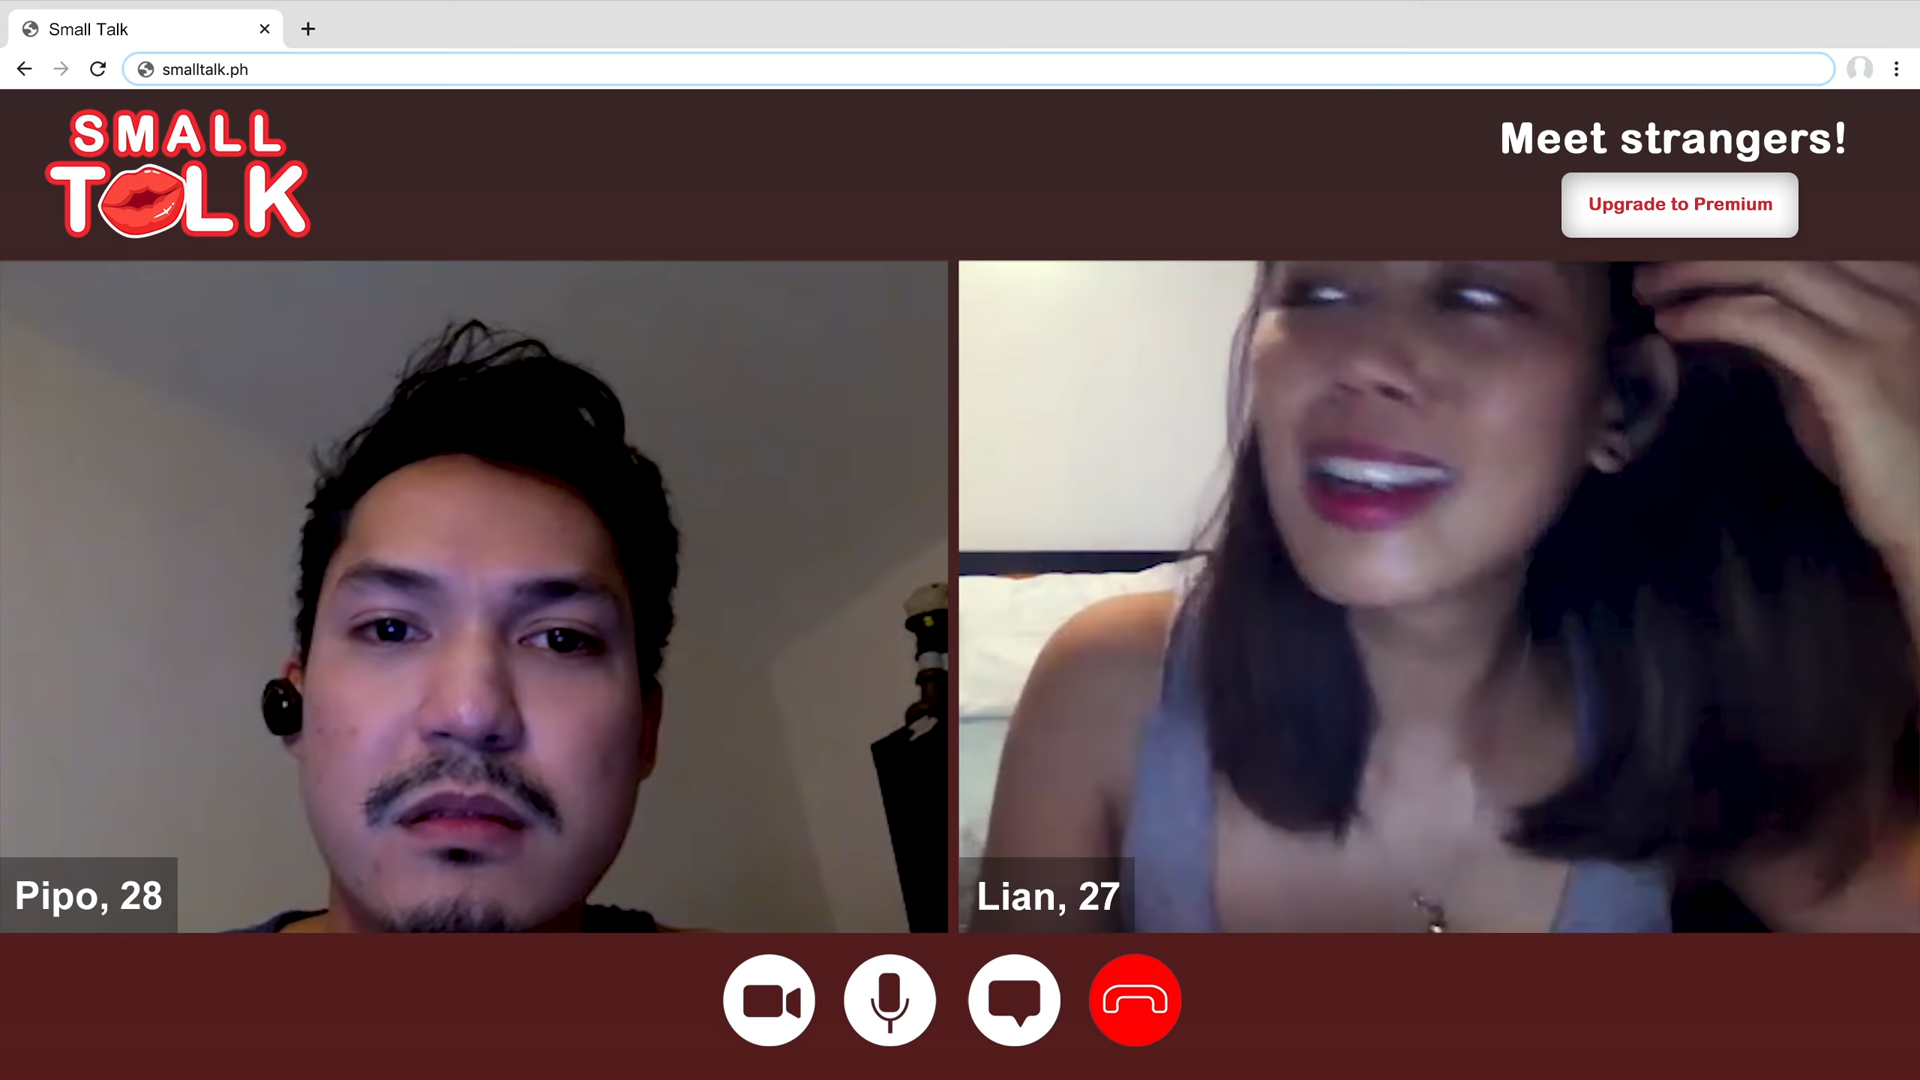 Small Talk
smalltalk.ph
SMALL
TALK
Meet strangers!
Upgrade to Premium
Pipo, 28
Lian, 27